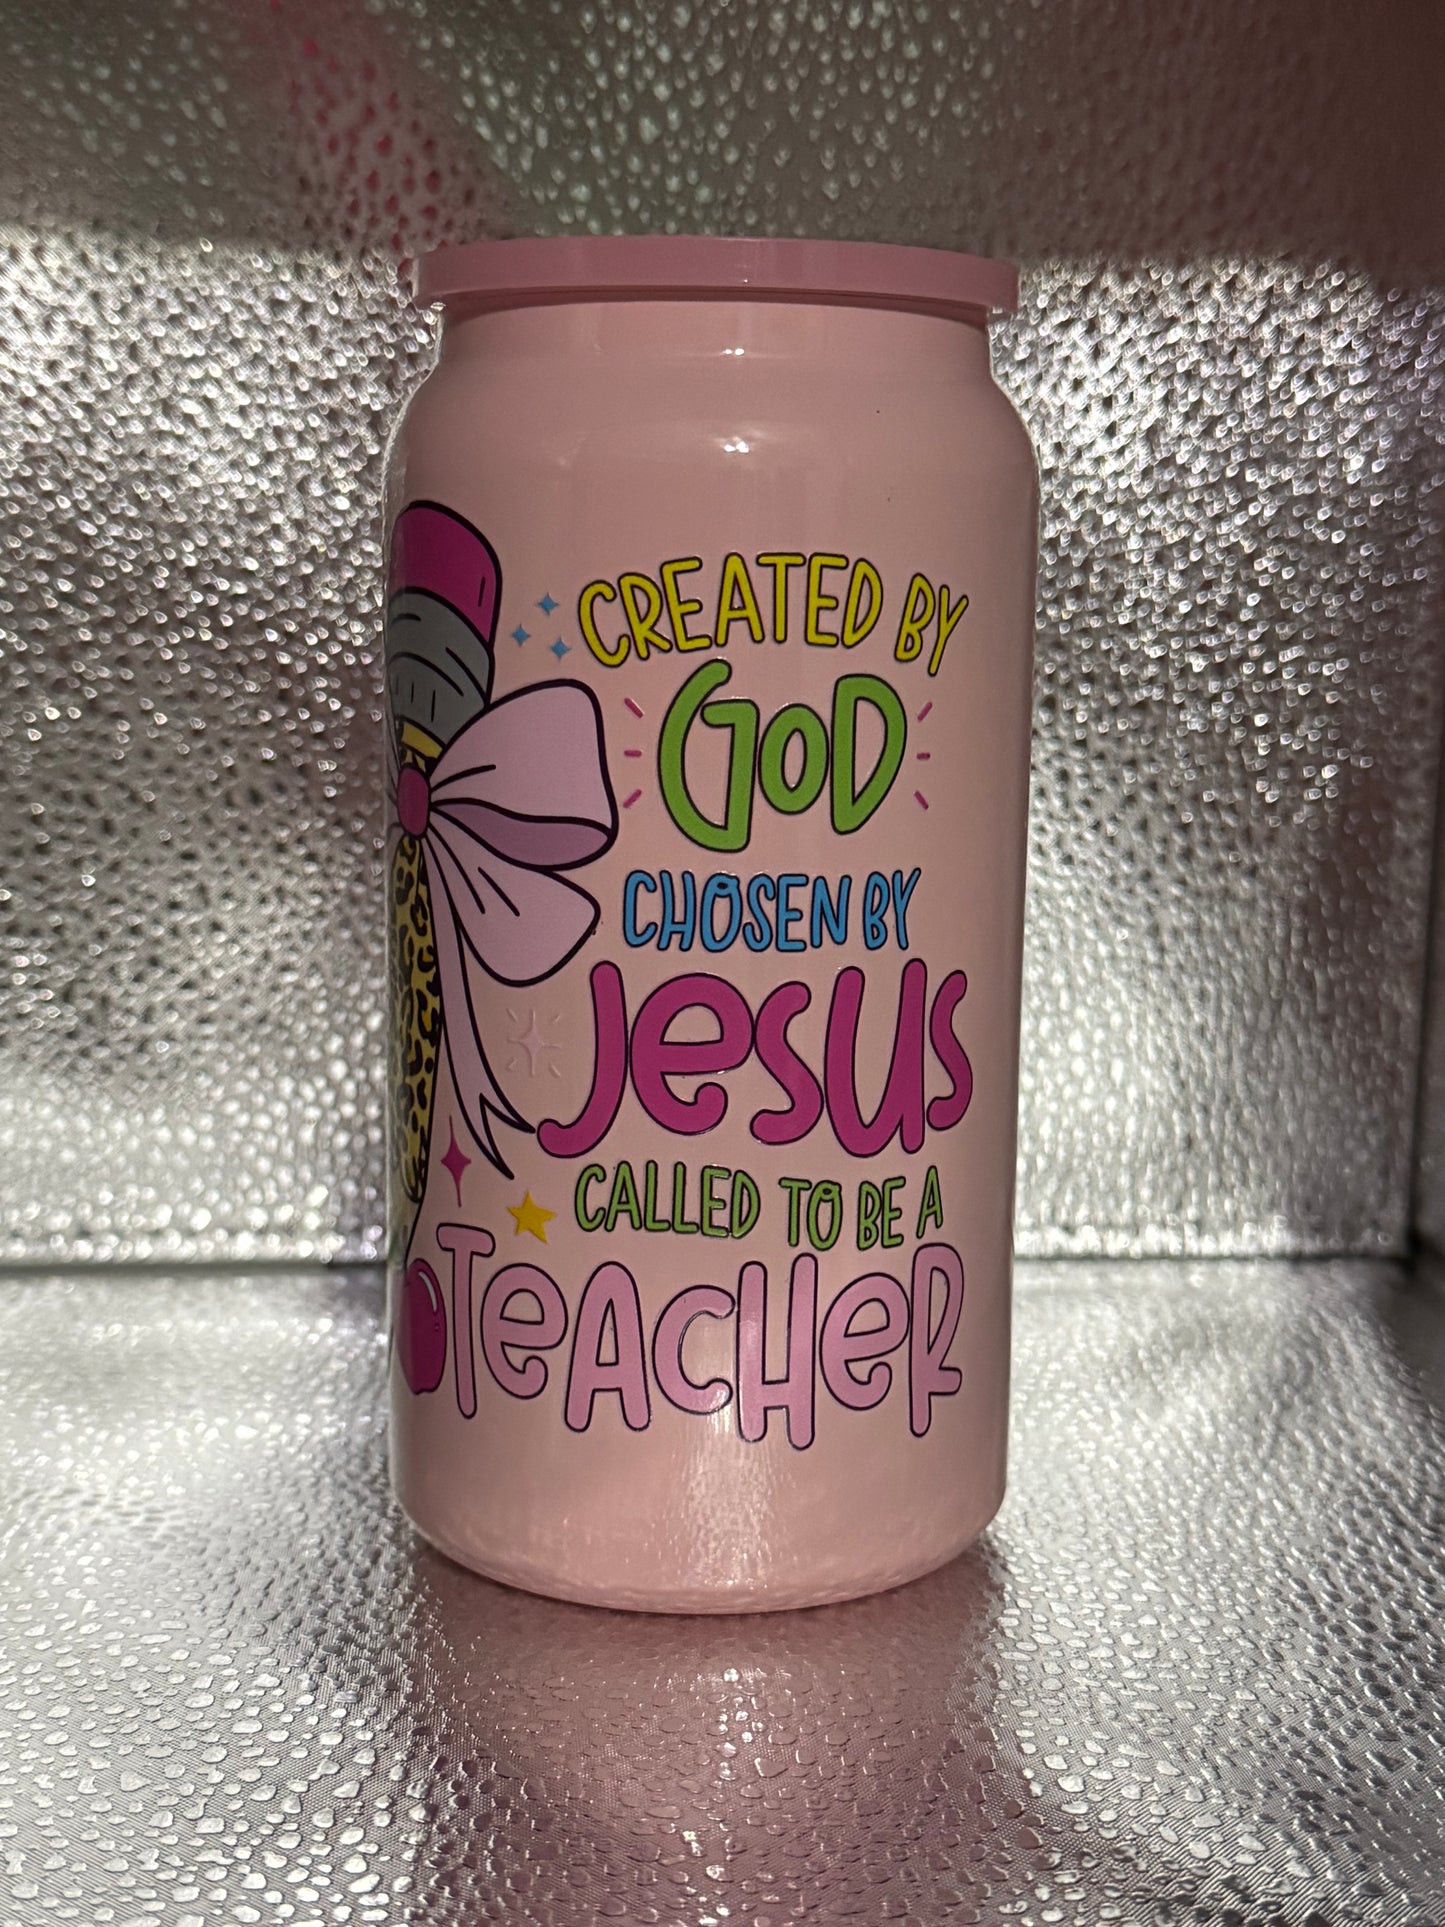 CREATED BY
GOD
CHOSEN BY
Jesus
CALLED TO BE A
TEACHER